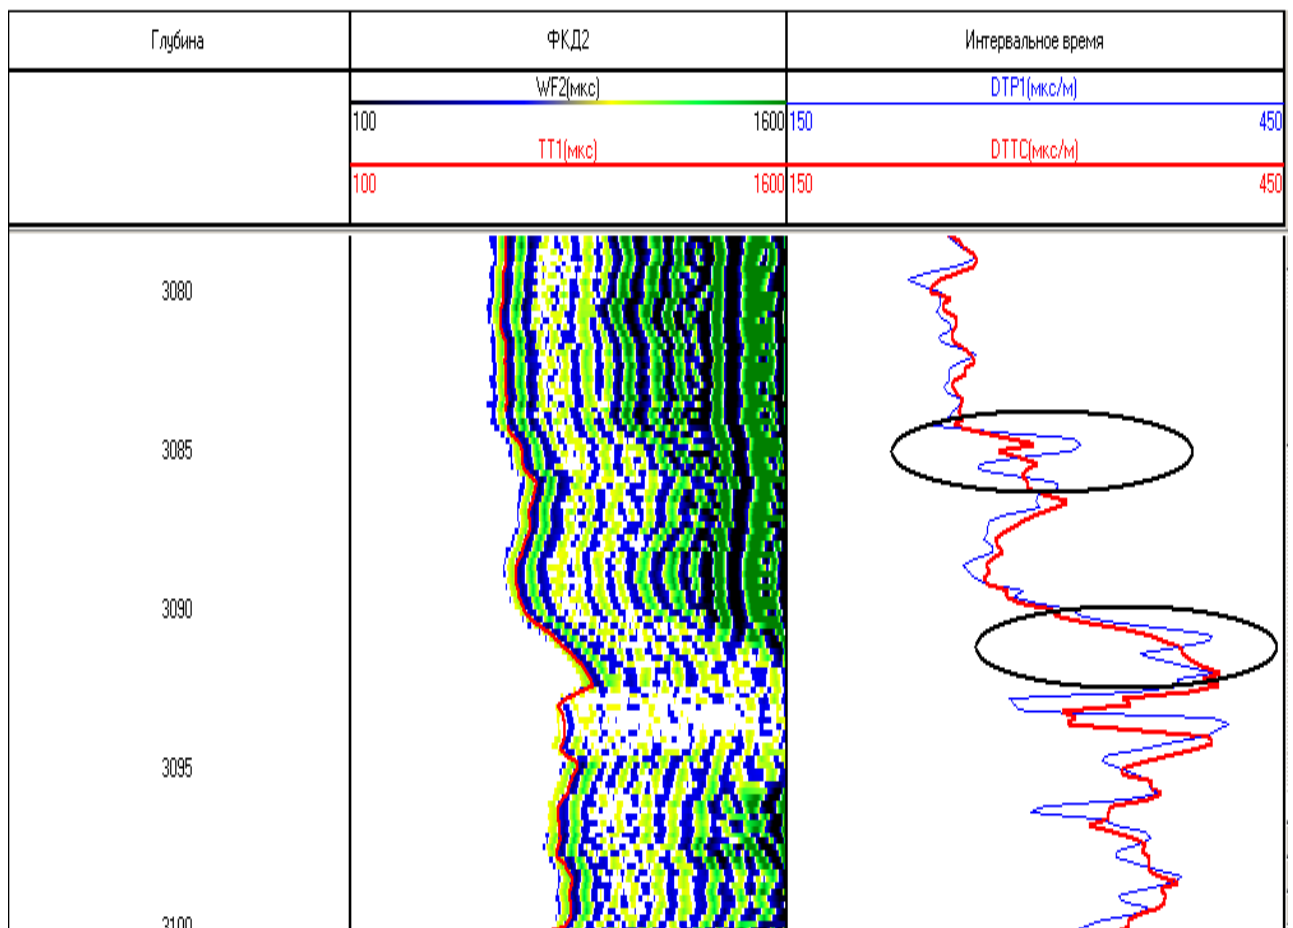 Глубина
ФКД2
Интервальное время
WF2(мкс)
100
1600
DTP1(мкс/м)
150
450
TT1(мкс)
100
1600
DTTC(мкс/м)
150
450
3080
3085
3090
3095
3100